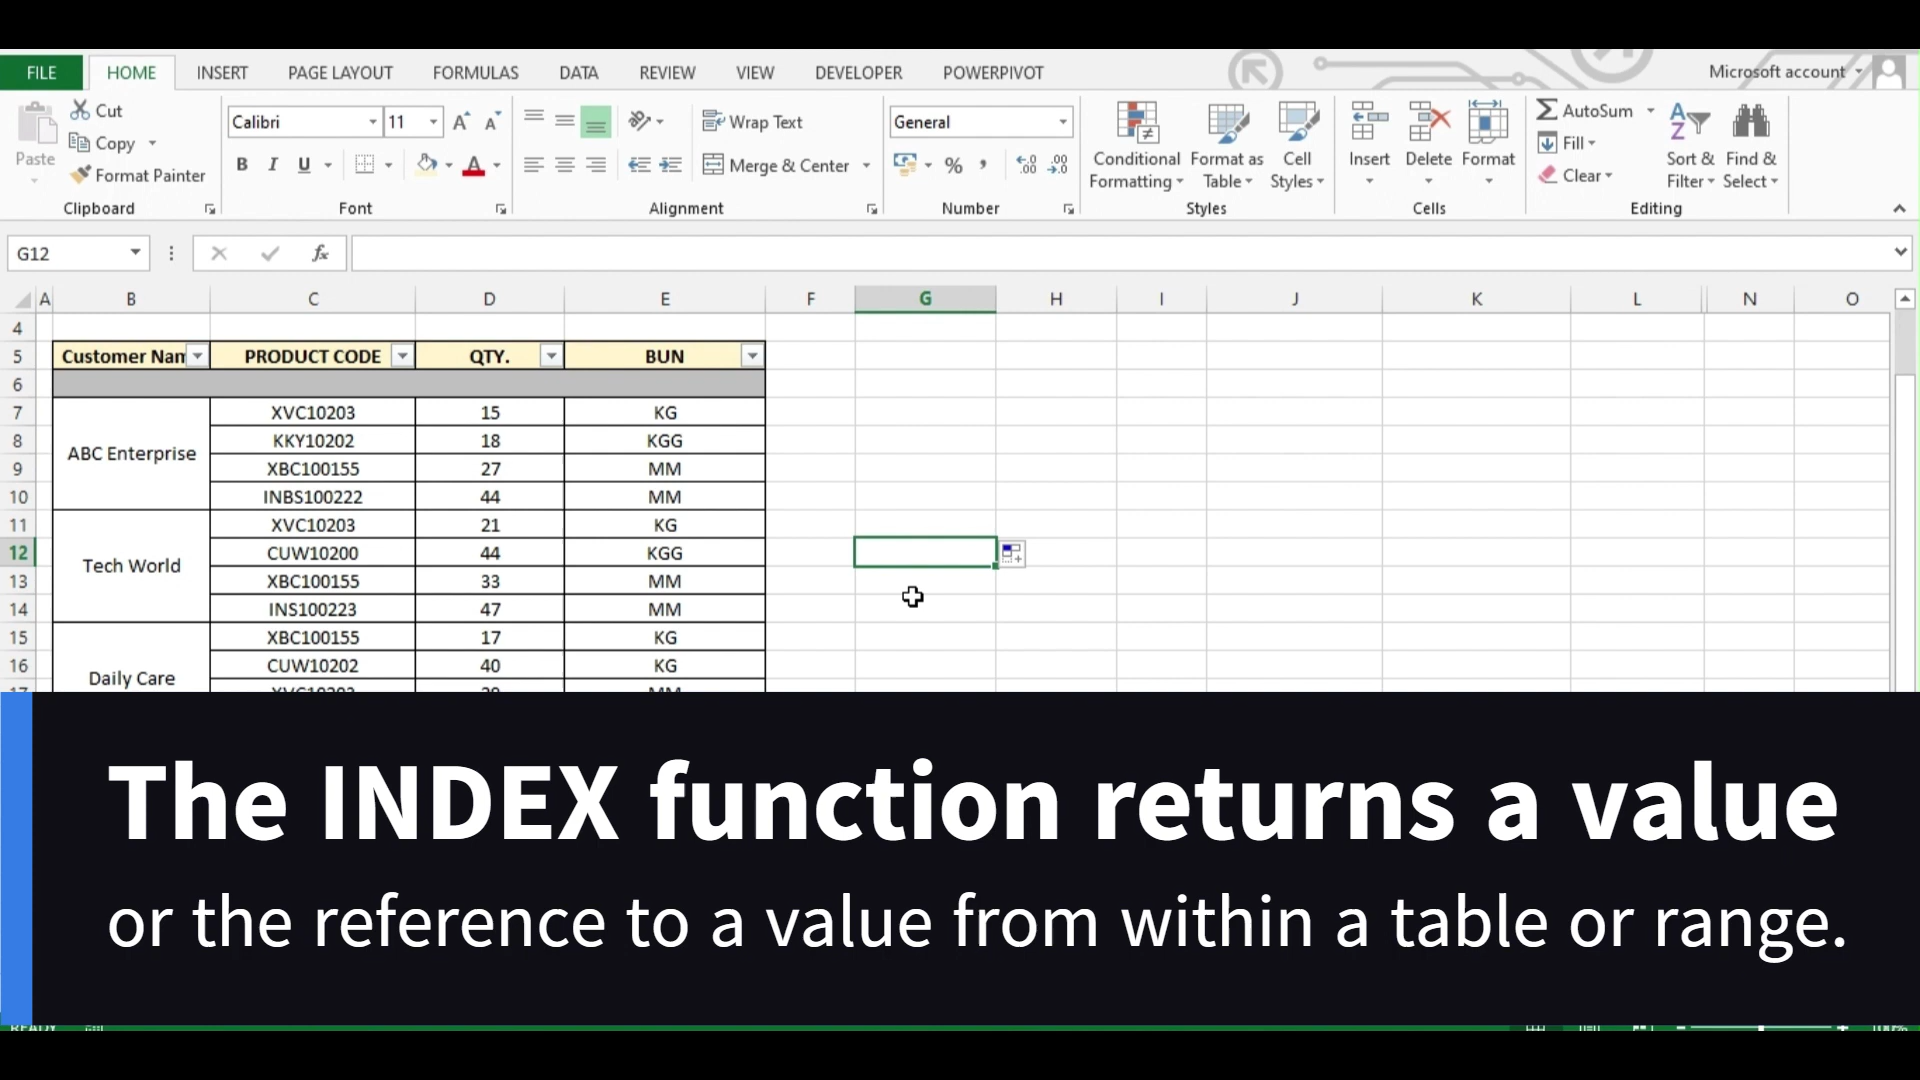 FILE HOME INSERT PAGE LAYOUT FORMULAS DATA REVIEW VIEW DEVELOPER POWERPIVOT Microsoft account
Cut
Copy
Format Painter
Paste
Clipboard
Calibri 11
B I U
Font
Wrap Text
Merge & Center
Alignment
General
%
Number
Conditional Formatting
Format as Table
Cell Styles
Styles
Insert Delete Format
Cells
AutoSum
Fill
Clear
Sort & Filter
Find & Select
Editing
G12 fx
A B C D E F G H I J K L N O
4
5 Customer Nam PRODUCT CODE QTY. BUN
6
7 XVC10203 15 KG
8 KKY10202 18 KGG
ABC Enterprise
9 XBC100155 27 MM
10 INBS100222 44 MM
11 XVC10203 21 KG
12 CUW10200 44 KGG
Tech World
13 XBC100155 33 MM
14 INS100223 47 MM
15 XBC100155 17 KG
16 CUW10202 40 KG
Daily Care
The INDEX function returns a value
or the reference to a value from within a table or range.